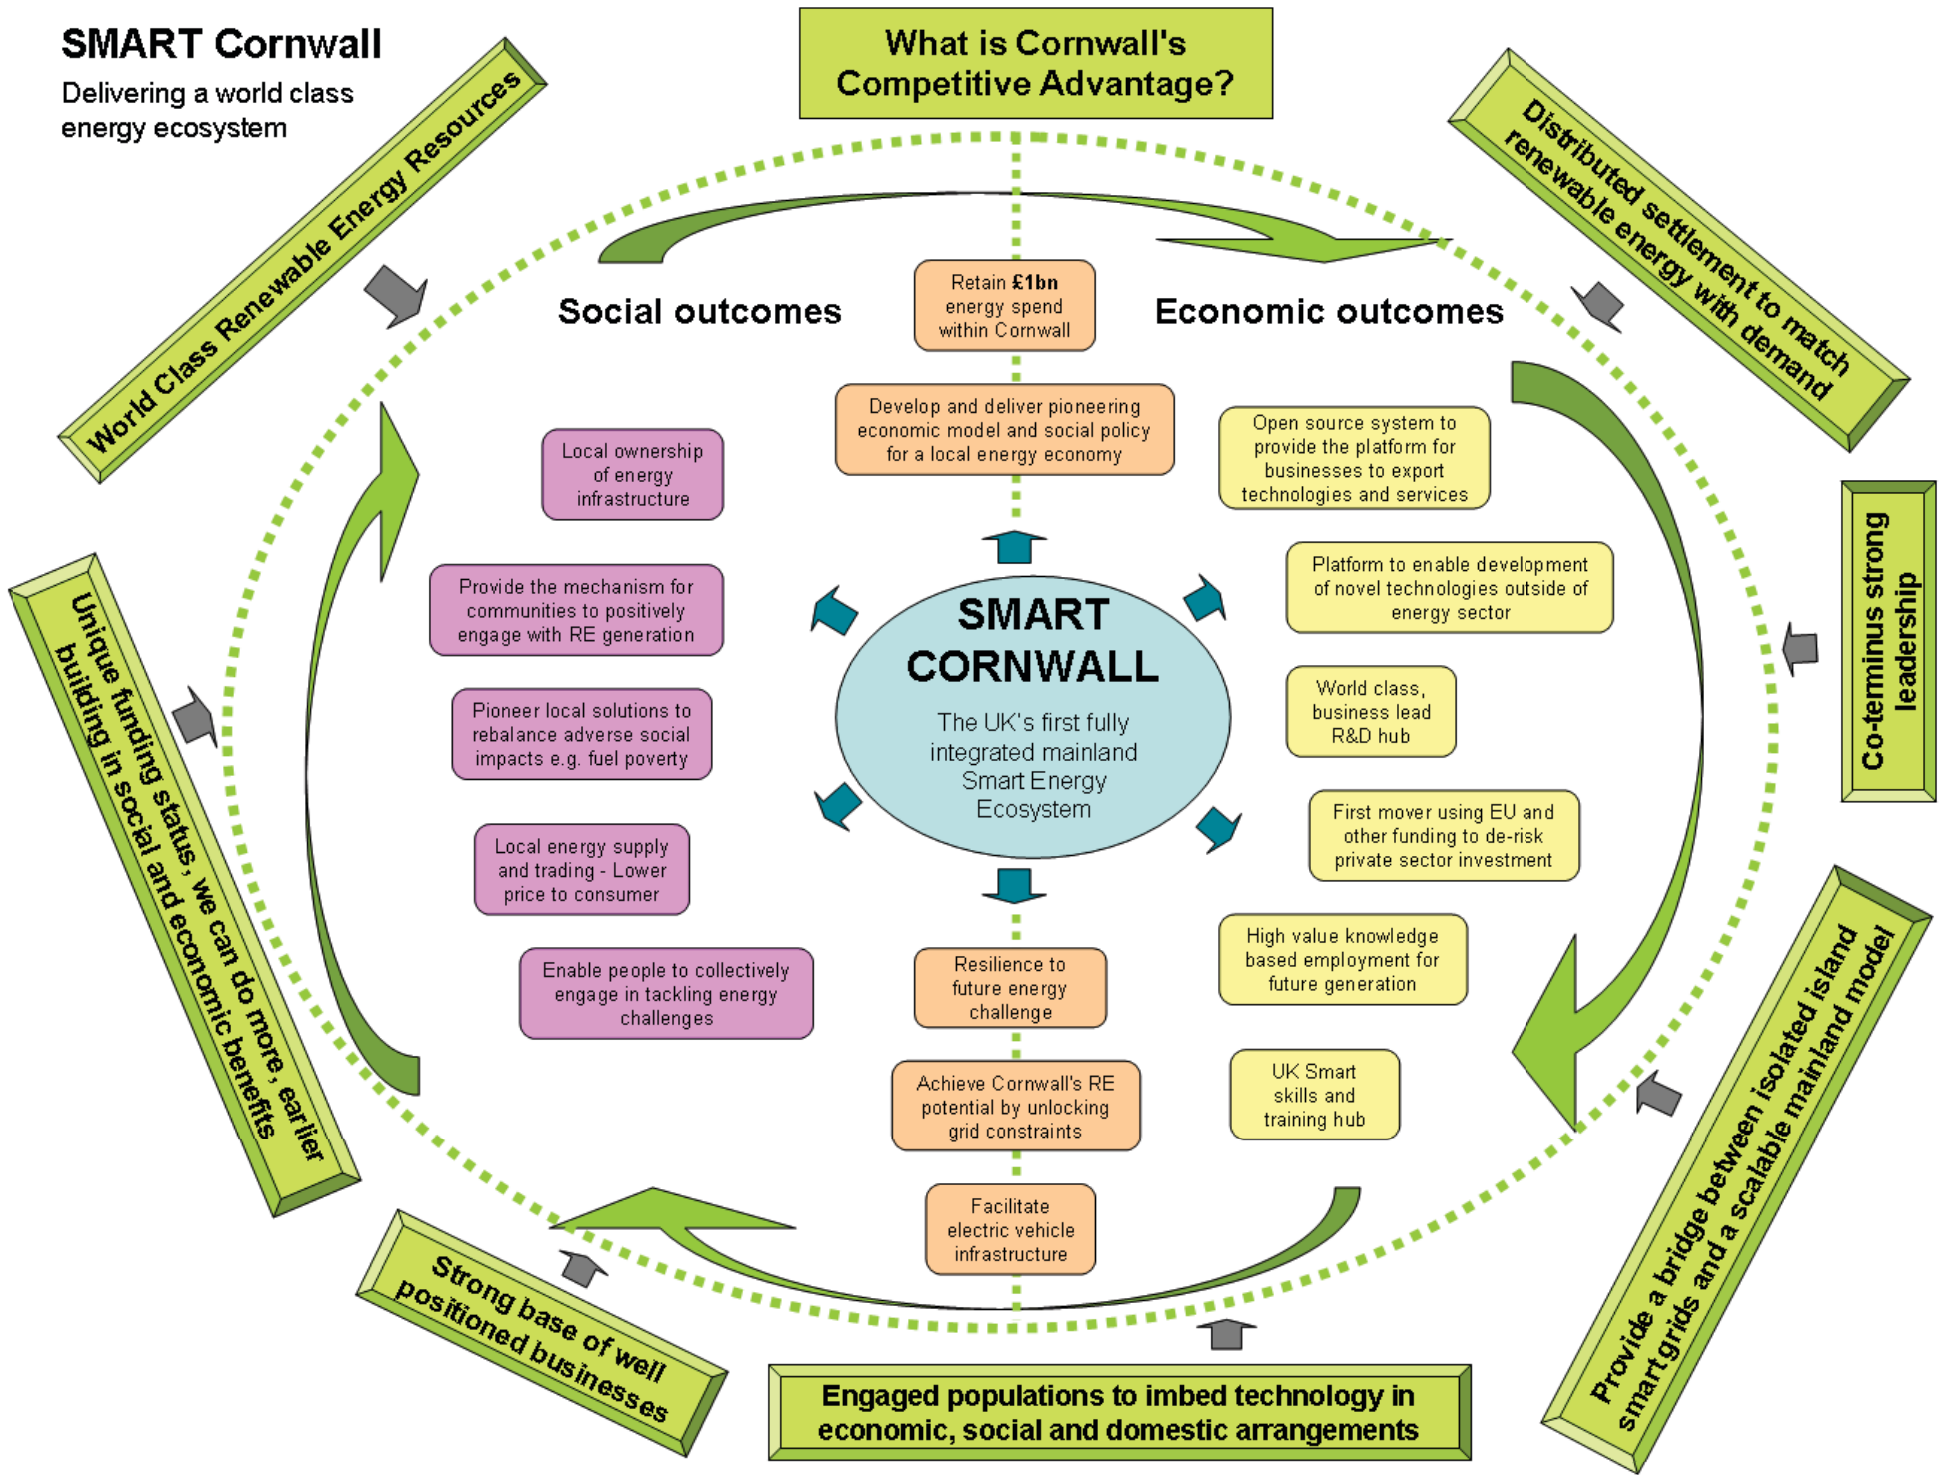 SMART Cornwall
Delivering a world class
energy ecosystem
What is Cornwall's
Competitive Advantage?
World Class Renewable Energy Resources
Distributed settlement to match
renewable energy with demand
Co-terminus strong
leadership
Provide a bridge between isolated island
smartgrids and a scalable mainland model
Engaged populations to imbed technology in
economic, social and domestic arrangements
Strong base of well
positioned businesses
Unique funding status, we can do more, earlier
building in social and economic benefits
Social outcomes
Economic outcomes
Retain £1bn
energy spend
within Cornwall
Develop and deliver pioneering
economic model and social policy
for a local energy economy
Local ownership
of energy
infrastructure
Provide the mechanism for
communities to positively
engage with RE generation
Pioneer local solutions to
rebalance adverse social
impacts e.g. fuel poverty
Local energy supply
and trading - Lower
price to consumer
Enable people to collectively
engage in tackling energy
challenges
SMART
CORNWALL
The UK's first fully
integrated mainland
Smart Energy
Ecosystem
Open source system to
provide the platform for
businesses to export
technologies and services
Platform to enable development
of novel technologies outside of
energy sector
World class,
business lead
R&D hub
First mover using EU and
other funding to de-risk
private sector investment
High value knowledge
based employment for
future generation
UK Smart
skills and
training hub
Resilience to
future energy
challenge
Achieve Cornwall's RE
potential by unlocking
grid constraints
Facilitate
electric vehicle
infrastructure